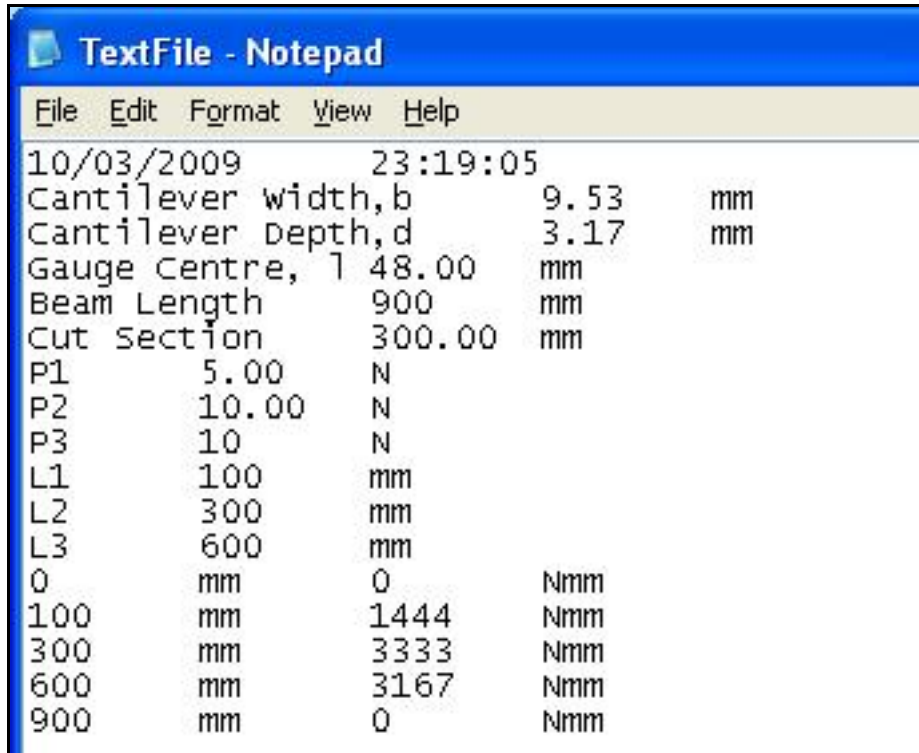 TextFile - Notepad
File Edit Format View Help
10/03/2009 23:19:05
Cantilever Width,b 9.53 mm
Cantilever Depth,d 3.17 mm
Gauge Centre, l 48.00 mm
Beam Length 900 mm
Cut Section 300.00 mm
P1 5.00 N
P2 10.00 N
P3 10 N
L1 100 mm
L2 300 mm
L3 600 mm
0 mm 0 Nmm
100 mm 1444 Nmm
300 mm 3333 Nmm
600 mm 3167 Nmm
900 mm 0 Nmm